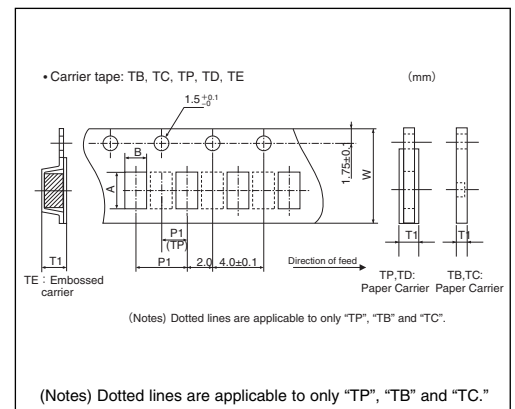 • Carrier tape: TB, TC, TP, TD, TE (mm)
1.5 +0.1 -0
B
A
1.75±0.1
W
P1
(TP)
P1 2.0 4.0±0.1 Direction of feed
T1
T1
T1
TE : Embossed
carrier
TP,TD:
Paper Carrier
TB,TC:
Paper Carrier
(Notes) Dotted lines are applicable to only “TP”, “TB” and “TC”.
(Notes) Dotted lines are applicable to only “TP”, “TB” and “TC.”